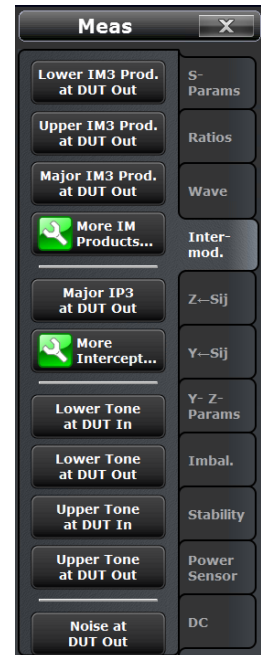 Meas
X
Lower IM3 Prod.
at DUT Out
Upper IM3 Prod.
at DUT Out
Major IM3 Prod.
at DUT Out
More IM
Products...
Major IP3
at DUT Out
More
Intercept...
Lower Tone
at DUT In
Lower Tone
at DUT Out
Upper Tone
at DUT In
Upper Tone
at DUT Out
Noise at
DUT Out
S-
Params
Ratios
Wave
Inter-
mod.
Z←Sij
Y←Sij
Y- Z-
Params
Imbal.
Stability
Power
Sensor
DC